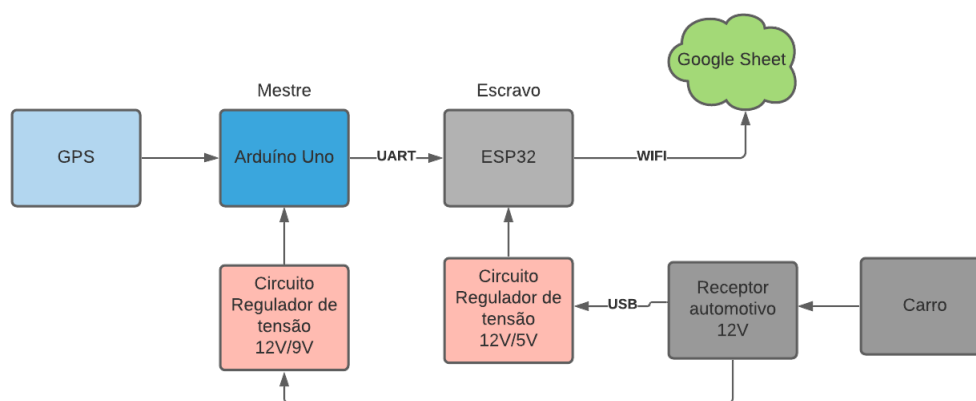 Google Sheet
Mestre
Escravo
GPS
Arduíno Uno
UART
ESP32
WIFI
Circuito
Regulador de
tensão
12V/9V
Circuito
Regulador de
tensão
12V/5V
USB
Receptor
automotivo
12V
Carro